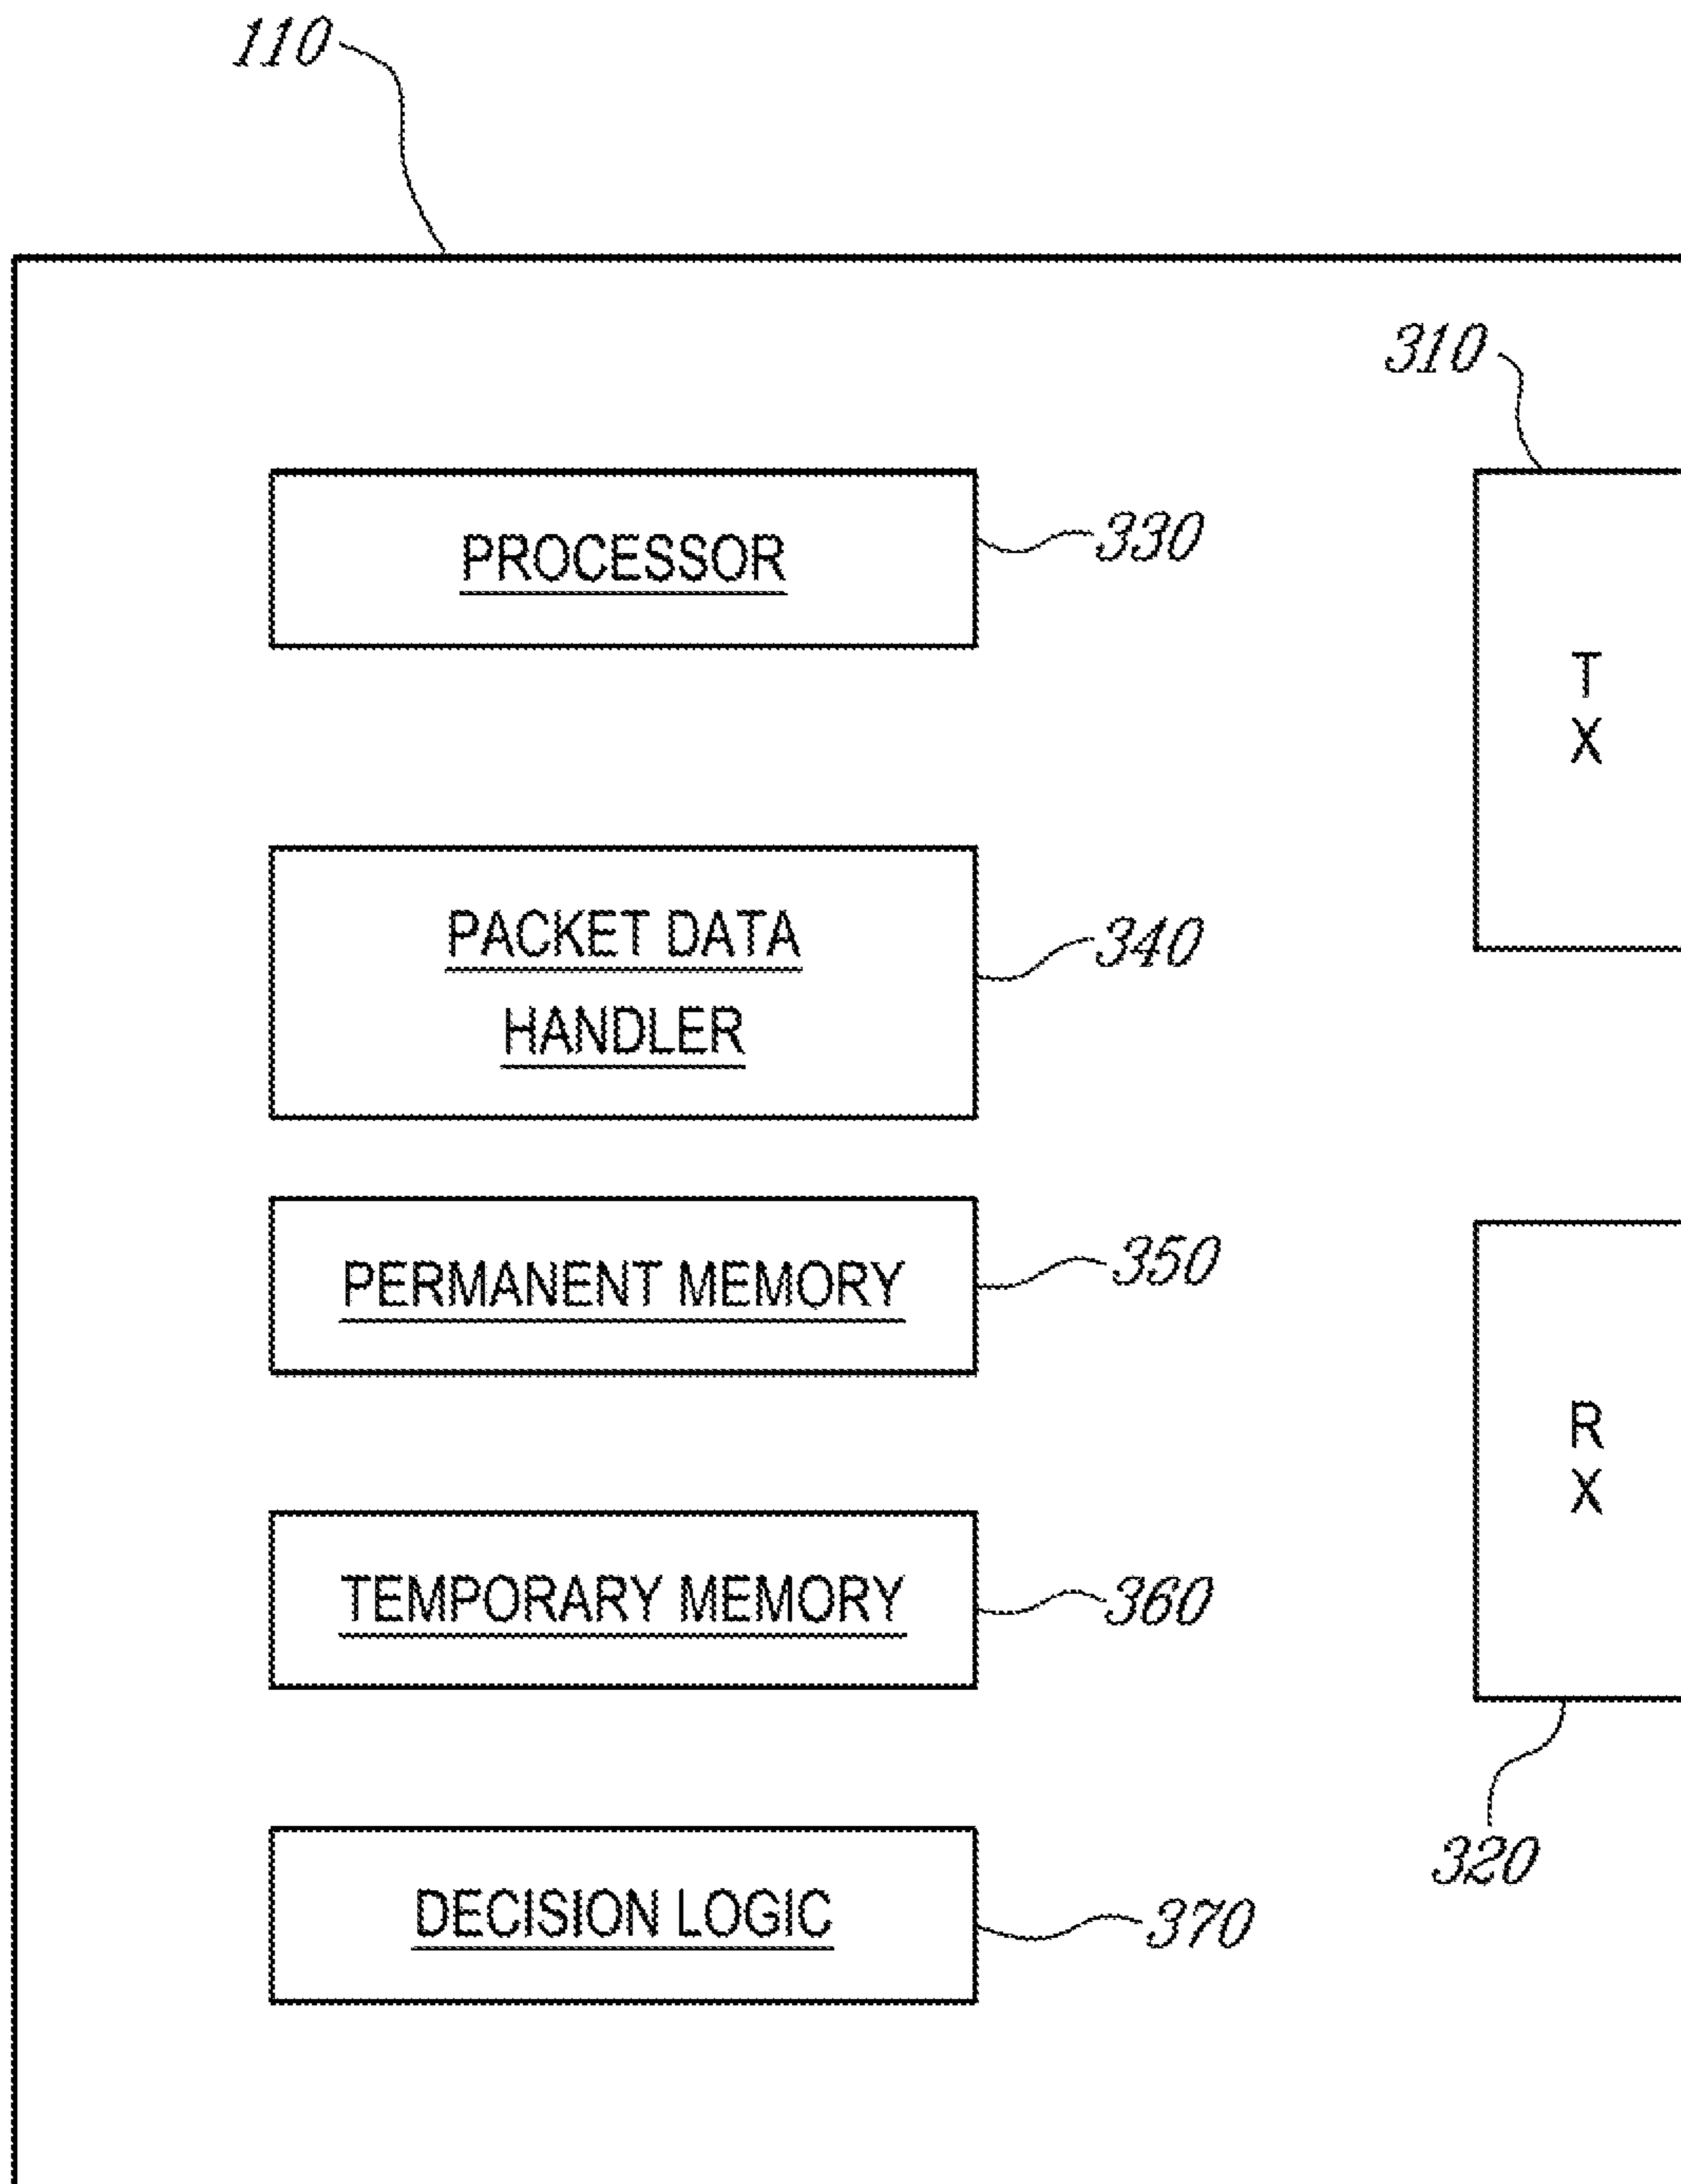 110
310
PROCESSOR
330
T
X
PACKET DATA
340
HANDLER
PERMANENT MEMORY
350
R
X
TEMPORARY MEMORY
360
320
DECISION LOGIC
370